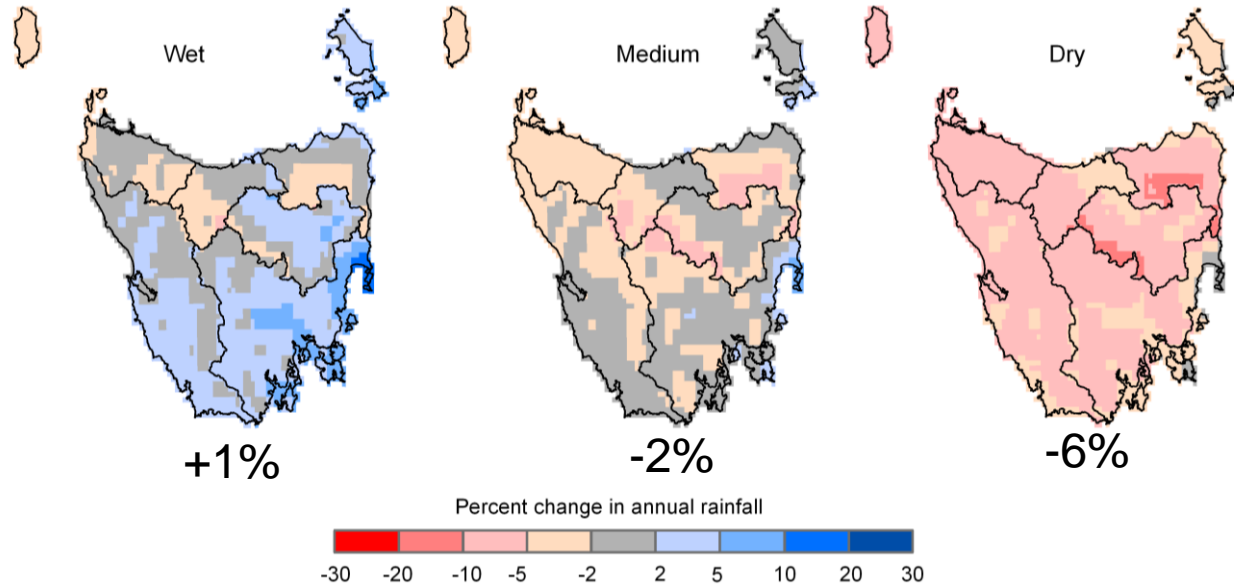 Wet
Medium
Dry
+1%
-2%
-6%
Percent change in annual rainfall
-30 -20 -10 -5 -2 2 5 10 20 30